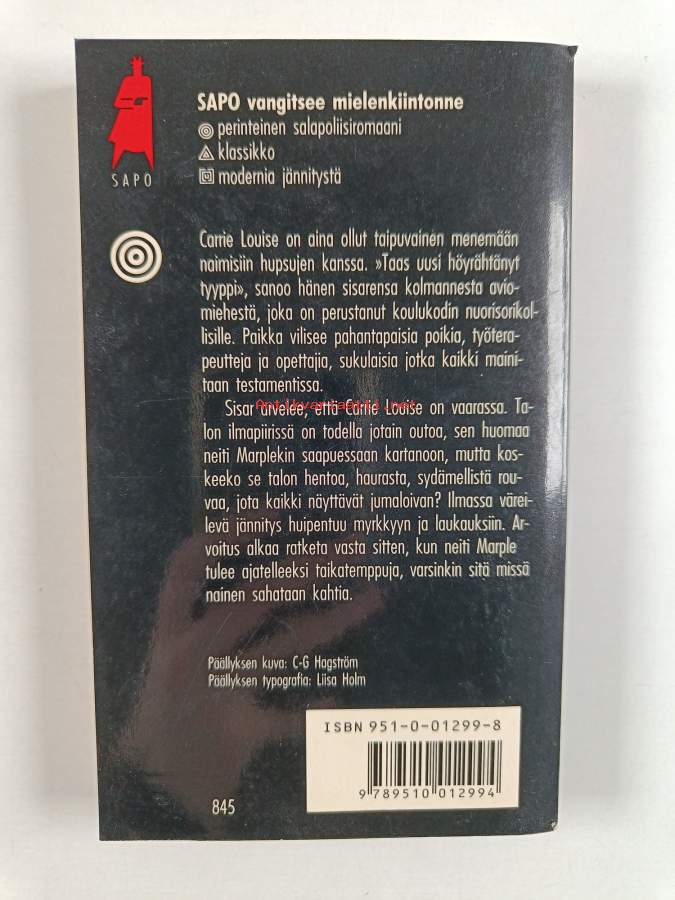 SAPO vangitsee mielenkiintonne
perinteinen salapoliisiromaani
klassikko
modernia jännitystä
SAPO
Carrie Louise on aina ollut taipuvainen menemään
naimisiin hupsujen kanssa. »Taas uusi höyrähtänyt
tyyppi», sanoo hänen sisarensa kolmannesta avio-
miehestä, joka on perustanut koulukodin nuorisorikol-
lisille. Paikka vilisee pahantapaisia poikia, työtera-
peutteja ja opettajia, sukulaisia jotka kaikki maini-
taan testamentissa.
Sisar arvelee, että Carrie Louise on vaarassa. Ta-
lon ilmapiirissä on todella jotain outoa, sen huomaa
neiti Marplekin saapuessaan kartanoon, mutta kos-
keeko se talon hentoa, haurasta, sydämellistä rou-
vaa, jota kaikki näyttävät jumaloivan? Ilmassa värei-
levä jännitys huipentuu myrkkyyn ja laukauksiin. Ar-
voitus alkaa ratketa vasta sitten, kun neiti Marple
tulee ajatelleeksi taikatemppuja, varsinkin sitä missä
nainen sahataan kahtia.
Antikvariaatti.net
Päällyksen kuva: C-G Hagström
Päällyksen typografia: Liisa Holm
ISBN 951-0-01299-8
9 789510 012994
845